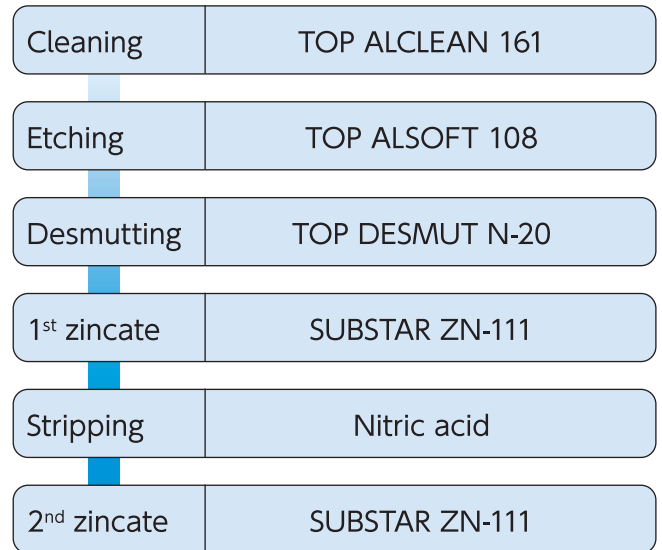 Cleaning TOP ALCLEAN 161
Etching TOP ALSOFT 108
Desmutting TOP DESMUT N-20
1st zincate SUBSTAR ZN-111
Stripping Nitric acid
2nd zincate SUBSTAR ZN-111